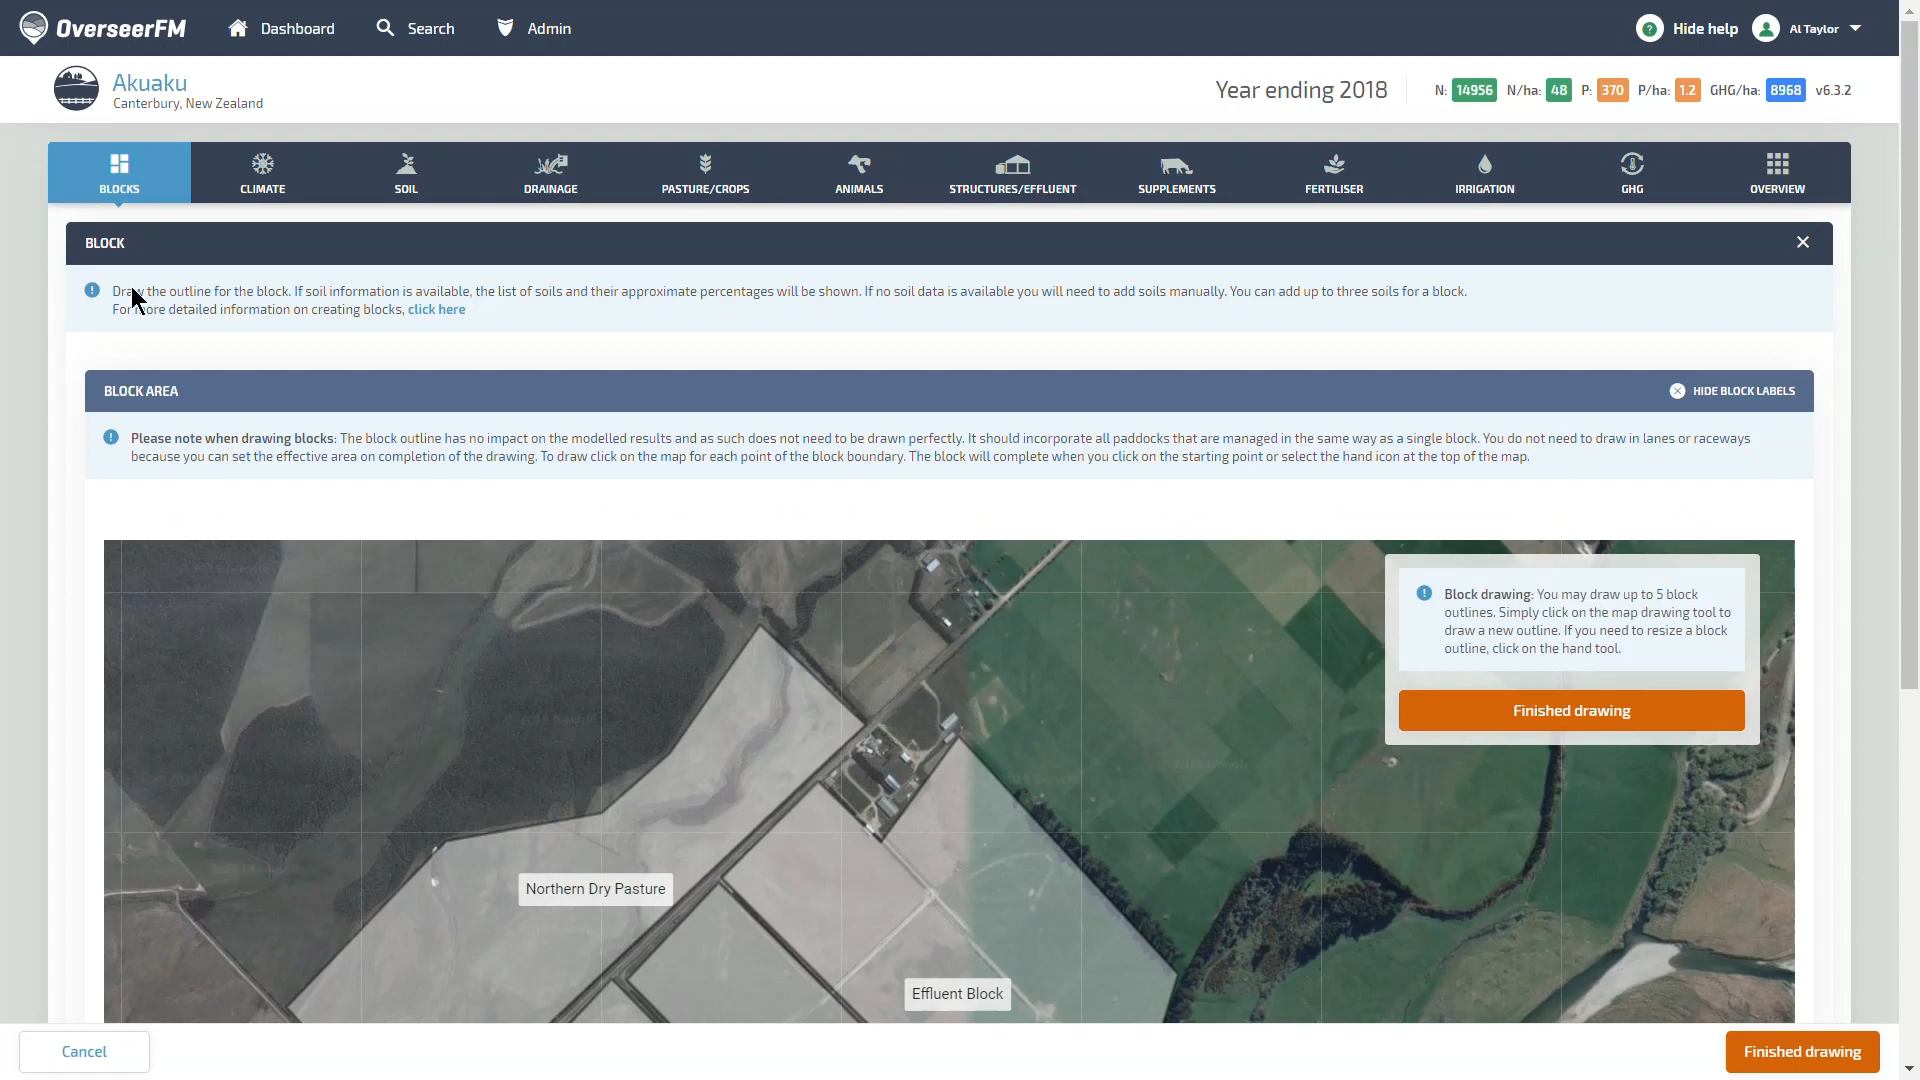 OverseerFM
Dashboard
Search
Admin
Hide help
Al Taylor
Akuaku
Canterbury, New Zealand
Year ending 2018
N: 14956 N/ha: 48 P: 370 P/ha: 1.2 GHG/ha: 8968 v6.3.2
BLOCKS
CLIMATE
SOIL
DRAINAGE
PASTURE/CROPS
ANIMALS
STRUCTURES/EFFLUENT
SUPPLEMENTS
FERTILISER
IRRIGATION
GHG
OVERVIEW
BLOCK
Draw the outline for the block. If soil information is available, the list of soils and their approximate percentages will be shown. If no soil data is available you will need to add soils manually. You can add up to three soils for a block.
For more detailed information on creating blocks, click here
BLOCK AREA
HIDE BLOCK LABELS
Please note when drawing blocks: The block outline has no impact on the modelled results and as such does not need to be drawn perfectly. It should incorporate all paddocks that are managed in the same way as a single block. You do not need to draw in lanes or raceways
because you can set the effective area on completion of the drawing. To draw click on the map for each point of the block boundary. The block will complete when you click on the starting point or select the hand icon at the top of the map.
Block drawing: You may draw up to 5 block
outlines. Simply click on the map drawing tool to
draw a new outline. If you need to resize a block
outline, click on the hand tool.
Finished drawing
Northern Dry Pasture
Effluent Block
Cancel
Finished drawing